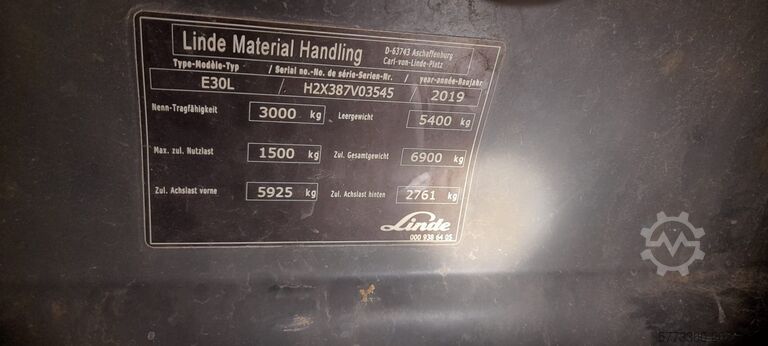 Linde Material Handling D-63743 Aschaffenburg
Carl-von-Linde-Platz
Type-Modèle-Typ / Serial no.-No. de série-Serien-Nr. / year-année-Baujahr
E30L / H2X387V03545 / 2019
Nenn-Tragfähigkeit 3000 kg Leergewicht 5400 kg
Max. zul. Nutzlast 1500 kg Zul. Gesamtgewicht 6900 kg
Zul. Achslast vorne 5925 kg Zul. Achslast hinten 2761 kg
Linde
000 938 64 05